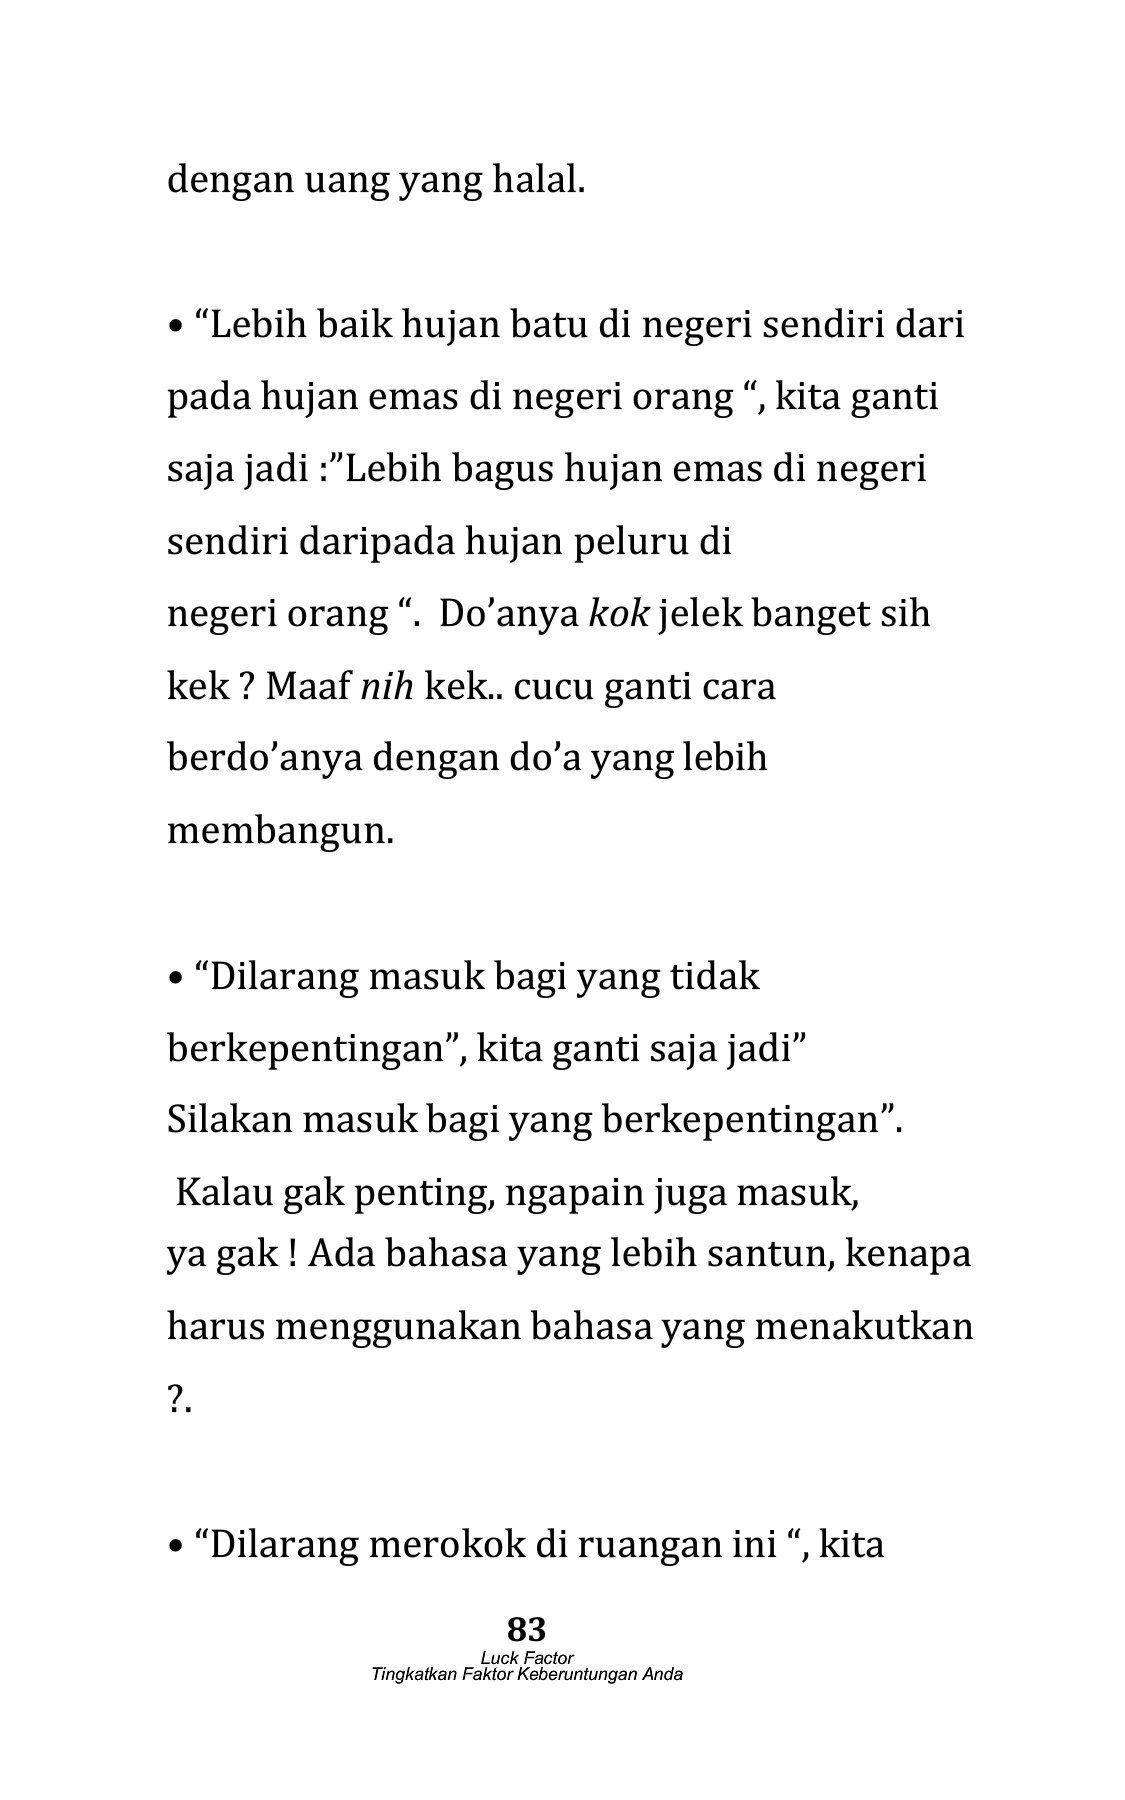 dengan uang yang halal.
• “Lebih baik hujan batu di negeri sendiri dari
pada hujan emas di negeri orang “, kita ganti
saja jadi :”Lebih bagus hujan emas di negeri
sendiri daripada hujan peluru di
negeri orang “.  Do’anya kok jelek banget sih
kek ? Maaf nih kek.. cucu ganti cara
berdo’anya dengan do’a yang lebih
membangun.
• “Dilarang masuk bagi yang tidak
berkepentingan”, kita ganti saja jadi”
Silakan masuk bagi yang berkepentingan”.
Kalau gak penting, ngapain juga masuk,
ya gak ! Ada bahasa yang lebih santun, kenapa
harus menggunakan bahasa yang menakutkan
?.
• “Dilarang merokok di ruangan ini “, kita
83
Luck Factor
Tingkatkan Faktor Keberuntungan Anda